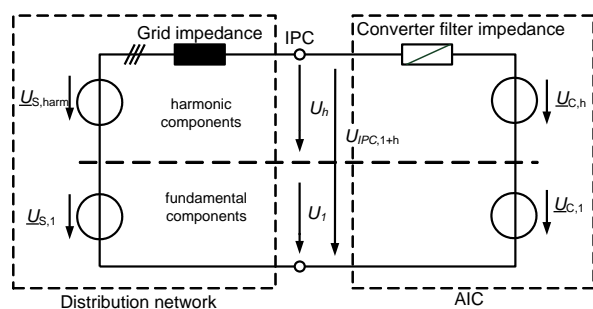 Grid impedance
IPC
Converter filter impedance
U_S,harm
harmonic
components
U_h
U_IPC,1+h
U_C,h
U_S,1
fundamental
components
U_1
U_C,1
Distribution network
AIC